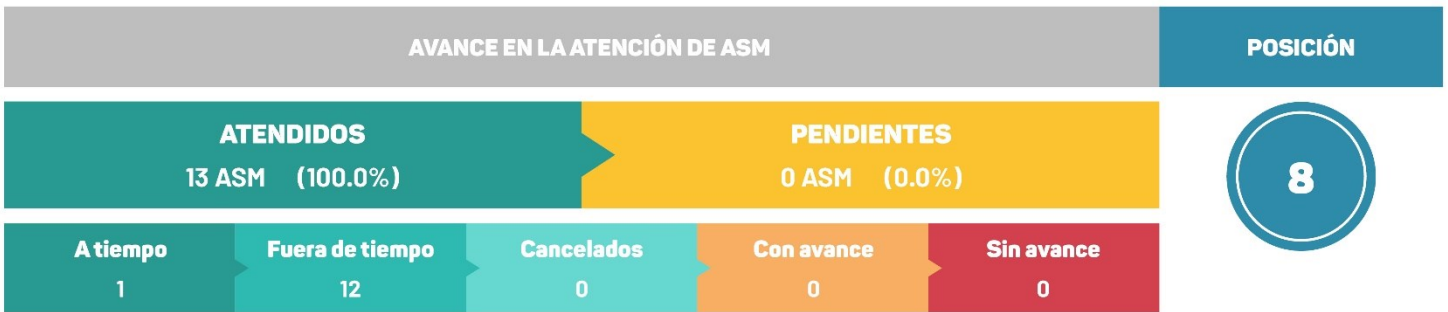 AVANCE EN LA ATENCIÓN DE ASM
POSICIÓN
ATENDIDOS
13 ASM (100.0%)
PENDIENTES
0 ASM (0.0%)
8
A tiempo
1
Fuera de tiempo
12
Cancelados
0
Con avance
0
Sin avance
0